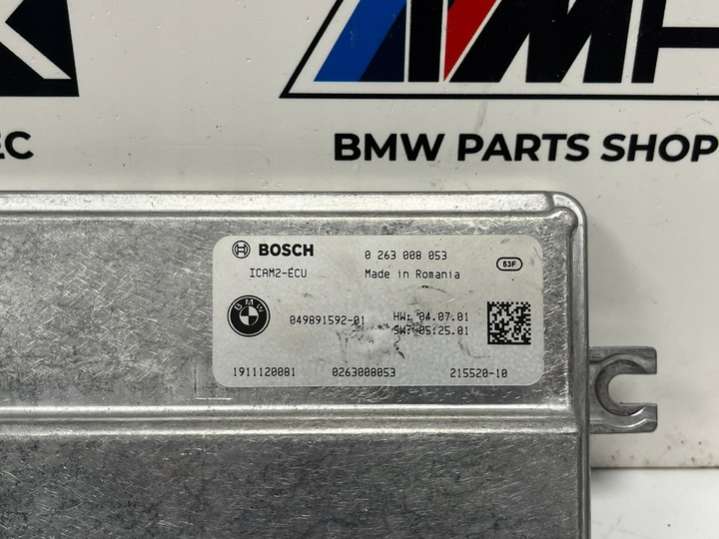 BMW PARTS SHOP
BOSCH 0 263 008 053
ICAM2-ECU Made in Romania 83F
BMW 049891592-01 HW: 04.07.01
SW: 05:25.01
1911120081 0263008053 215520-10